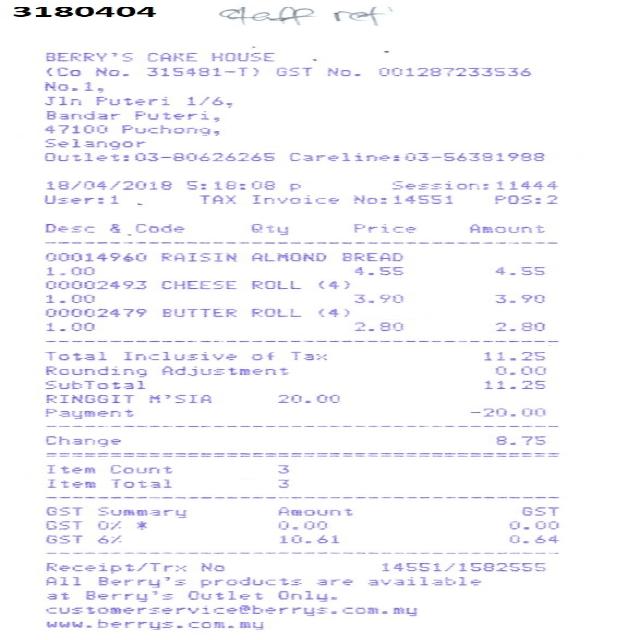 3180404 staff ref
BERRY'S CAKE HOUSE
(Co No. 315481-T) GST No. 001287233536
No.1,
Jln Puteri 1/6,
Bandar Puteri,
47100 Puchong,
Selangor
Outlet:03-80626265 Careline:03-56381988
18/04/2018 5:18:08 p Session:11444
User:1 TAX Invoice No:14551 POS:2
Desc & Code Qty Price Amount
00014960 RAISIN ALMOND BREAD
1.00 4.55 4.55
00002493 CHEESE ROLL (4)
1.00 3.90 3.90
00002479 BUTTER ROLL (4)
1.00 2.80 2.80
Total Inclusive of Tax 11.25
Rounding Adjustment 0.00
SubTotal 11.25
RINGGIT M'SIA 20.00
Payment -20.00
Change 8.75
Item Count 3
Item Total 3
GST Summary Amount GST
GST 0% * 0.00 0.00
GST 6% 10.61 0.64
Receipt/Trx No 14551/1582555
All Berry's products are available
at Berry's Outlet Only.
customerservice@berrys.com.my
www.berrys.com.my